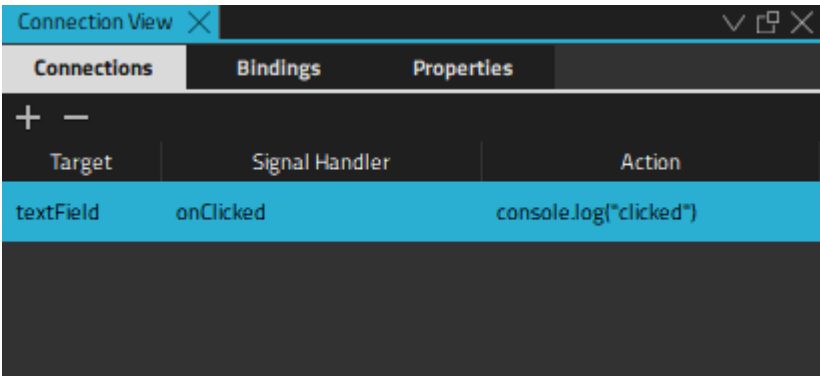 Connection View
Connections Bindings Properties
Target Signal Handler Action
textField onClicked console.log("clicked")